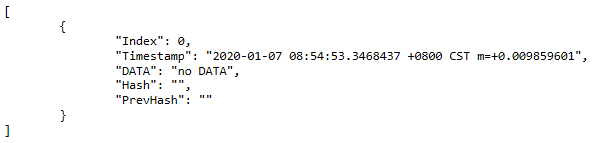 [
{
"Index": 0,
"Timestamp": "2020-01-07 08:54:53.3468437 +0800 CST m=+0.009859601",
"DATA": "no DATA",
"Hash": "",
"PrevHash": ""
}
]